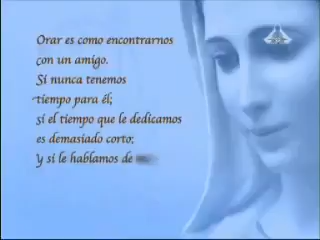 Orar es como encontrarnos
con un amigo.
Si nunca tenemos
tiempo para él;
si el tiempo que le dedicamos
es demasiado corto;
Y si le hablamos de